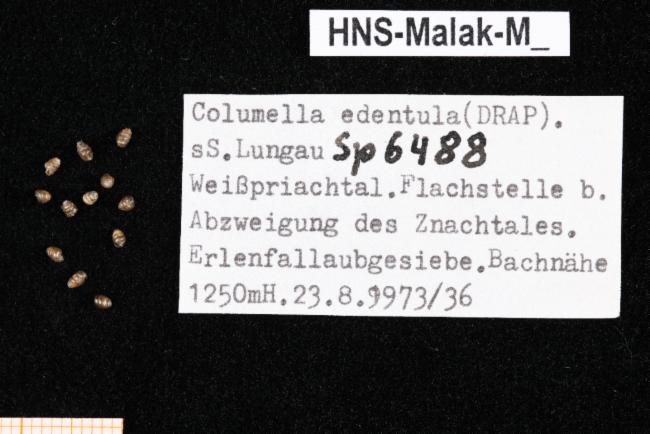 HNS-Malak-M_
Columella edentula(DRAP).
sS.Lungau Sp6488
Weißpriachtal.Flachstelle b.
Abzweigung des Znachtales.
Erlenfallaubgesiebe.Bachnähe
1250mH.23.8.9973/36